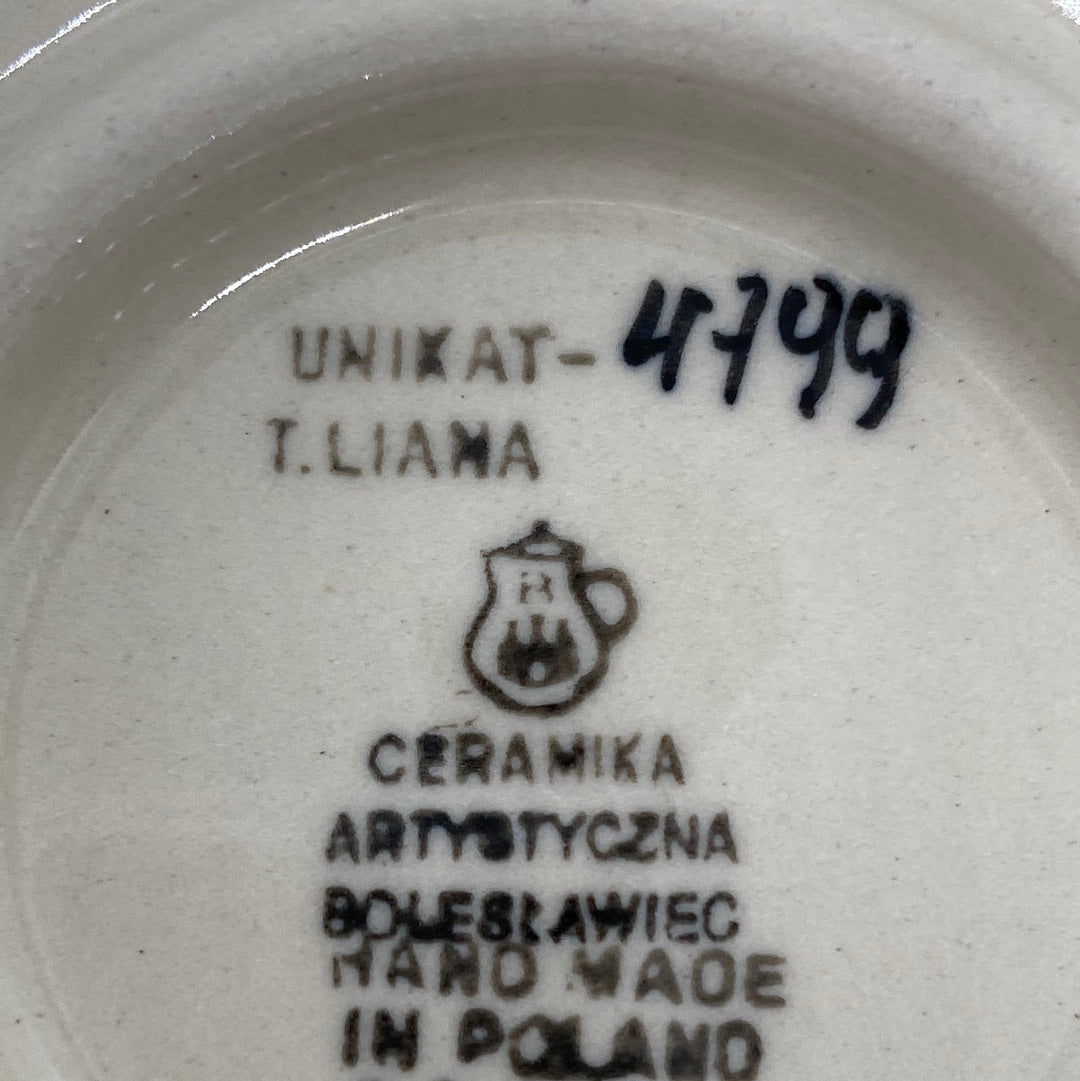 UNIKAT-4799
T. LIANA
B
CERAMIKA
ARTYSTYCZNA
BOLESŁAWIEC
HAND MADE
IN POLAND